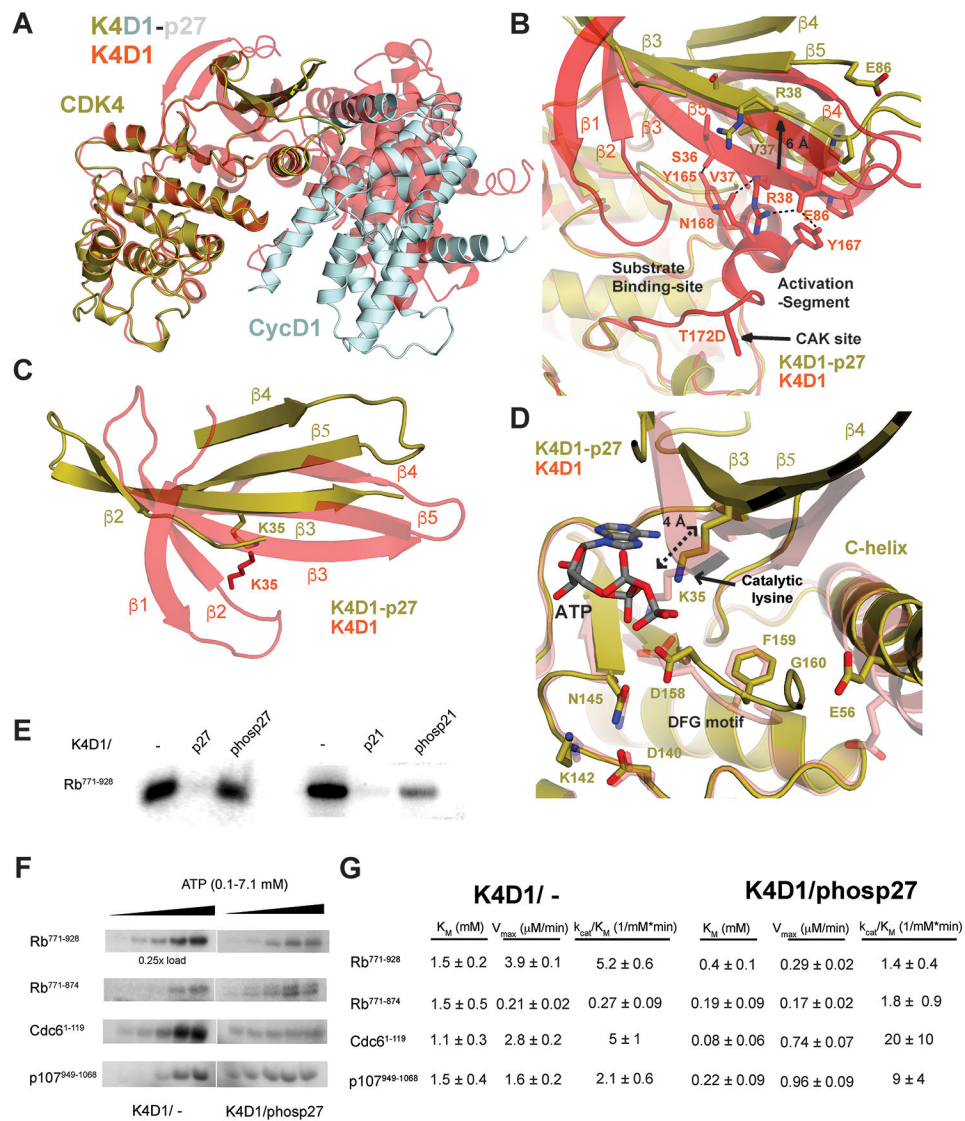 A
K4D1-p27
K4D1
CDK4
CycD1
B
β3
β4
β5
E86
R38
β5
β4
β1
β3
V37
6 Å
β2
S36
Y165
V37
R38
N168
E86
Y167
Substrate
Binding-site
Activation
-Segment
T172D
CAK site
K4D1-p27
K4D1
C
β4
β5
β4
β2
K35
β3
β5
K35
β3
β1
β2
K4D1-p27
K4D1
D
K4D1-p27
K4D1
β4
β3
β5
4 Å
C-helix
K35
Catalytic
lysine
ATP
F159
G160
N145
D158
E56
DFG motif
D140
K142
E
K4D1/
-
p27
phosp27
-
p21
phosp21
Rb771-928
F
ATP (0.1-7.1 mM)
Rb771-928
0.25x load
Rb771-874
Cdc61-119
p107949-1068
K4D1/ -
K4D1/phosp27
G
K4D1/ -
K4D1/phosp27
KM (mM) Vmax (µM/min) kcat/KM (1/mM*min) KM (mM) Vmax (µM/min) kcat/KM (1/mM*min)
Rb771-928 1.5 ± 0.2 3.9 ± 0.1 5.2 ± 0.6 0.4 ± 0.1 0.29 ± 0.02 1.4 ± 0.4
Rb771-874 1.5 ± 0.5 0.21 ± 0.02 0.27 ± 0.09 0.19 ± 0.09 0.17 ± 0.02 1.8 ± 0.9
Cdc61-119 1.1 ± 0.3 2.8 ± 0.2 5 ± 1 0.08 ± 0.06 0.74 ± 0.07 20 ± 10
p107949-1068 1.5 ± 0.4 1.6 ± 0.2 2.1 ± 0.6 0.22 ± 0.09 0.96 ± 0.09 9 ± 4